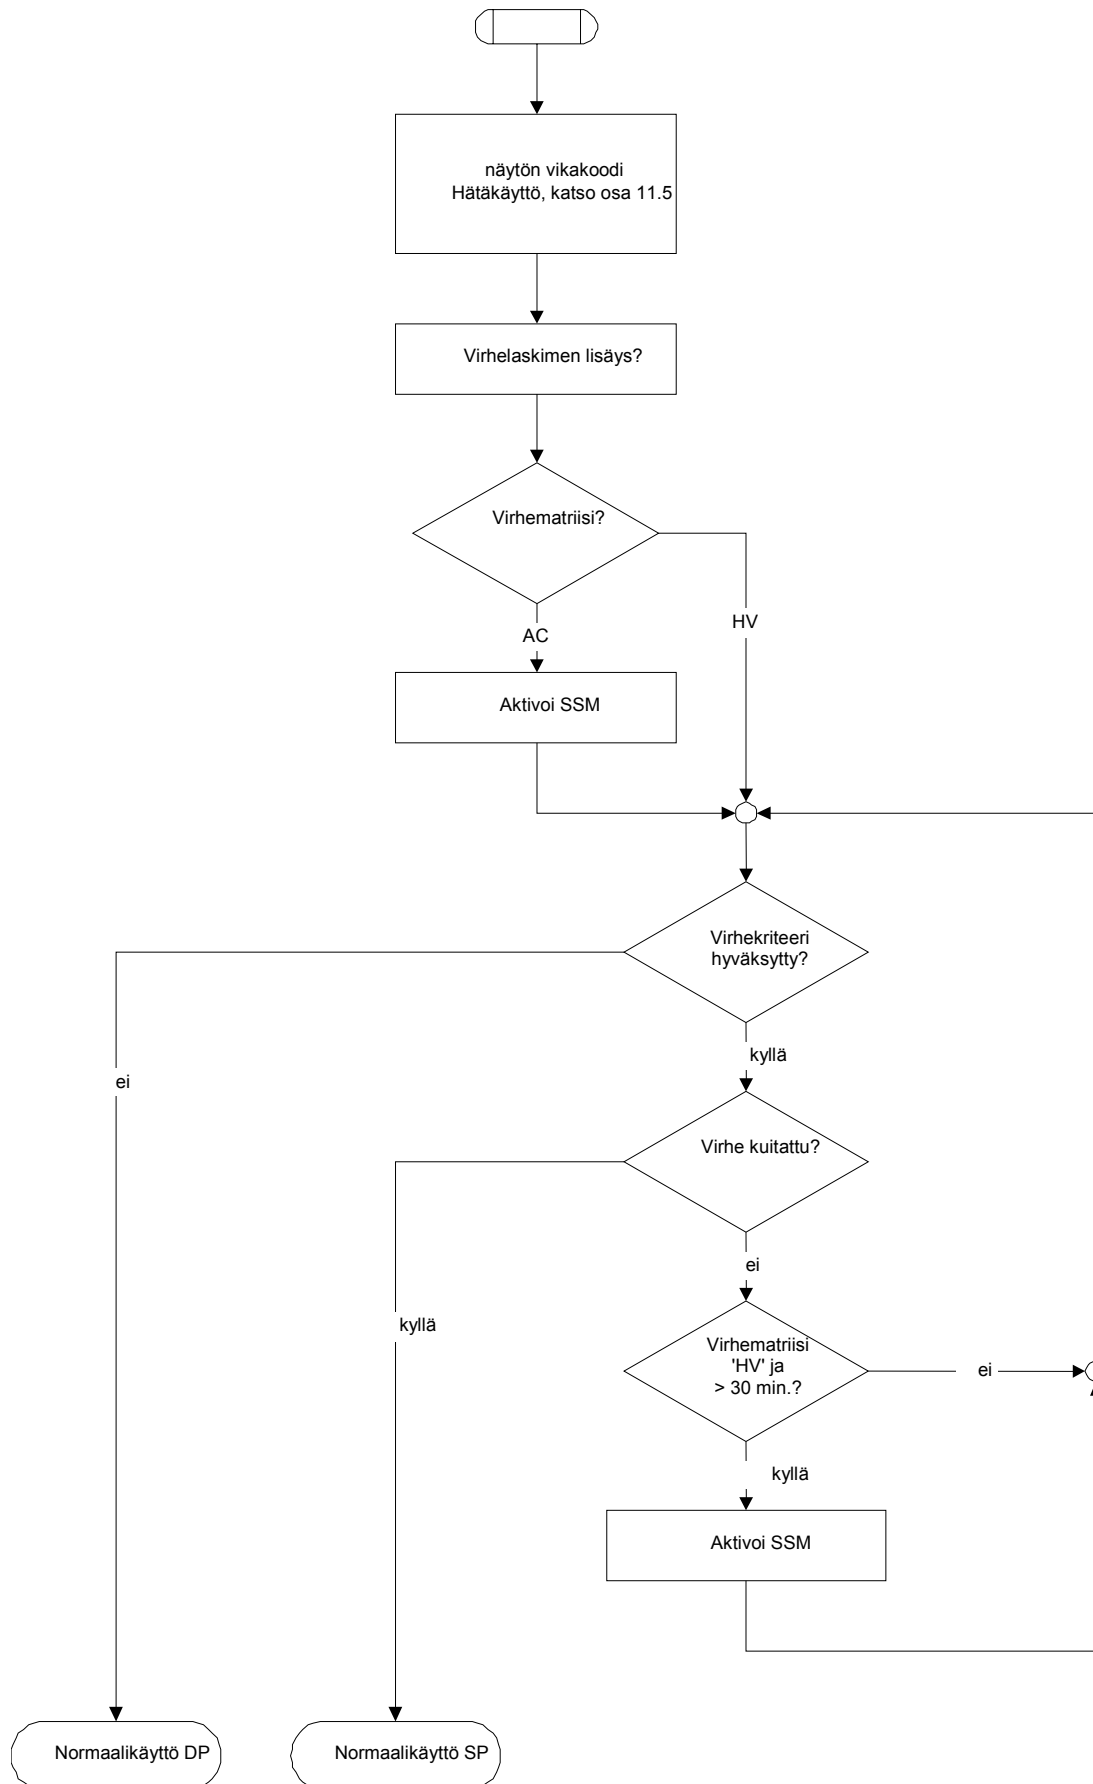 näytön vikakoodi
Hätäkäyttö, katso osa 11.5
Virhelaskimen lisäys?
Virhematriisi?
HV
AC
Aktivoi SSM
Virhekriteeri
hyväksytty?
kyllä
ei
Virhe kuitattu?
ei
kyllä
Virhematriisi
'HV' ja
> 30 min.?
ei
kyllä
Aktivoi SSM
Normaalikäyttö DP
Normaalikäyttö SP